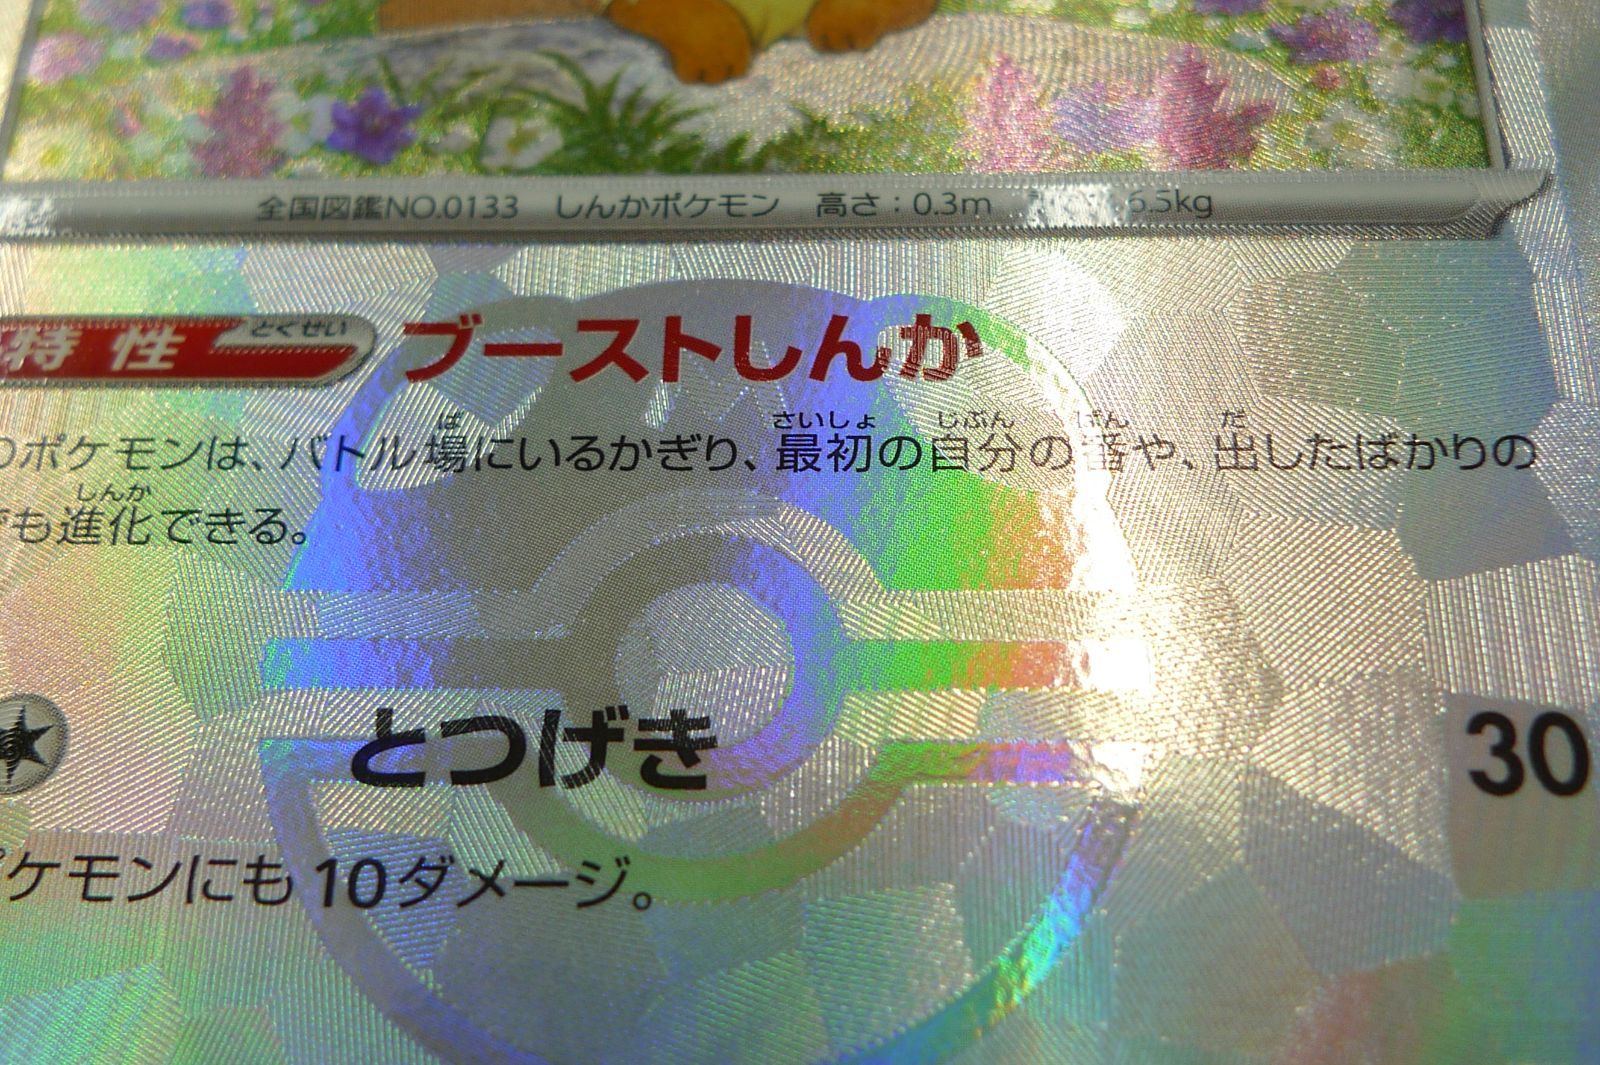 全国図鑑NO.0133 しんかポケモン 高さ：0.3m 6.5kg
特性 とくせい ブーストしんか
ば さいしょ じぶん ばん だ
のポケモンは、バトル場にいるかぎり、最初の自分の番や、出したばかりの
しんか
でも進化できる。
とつげき 30
ポケモンにも10ダメージ。